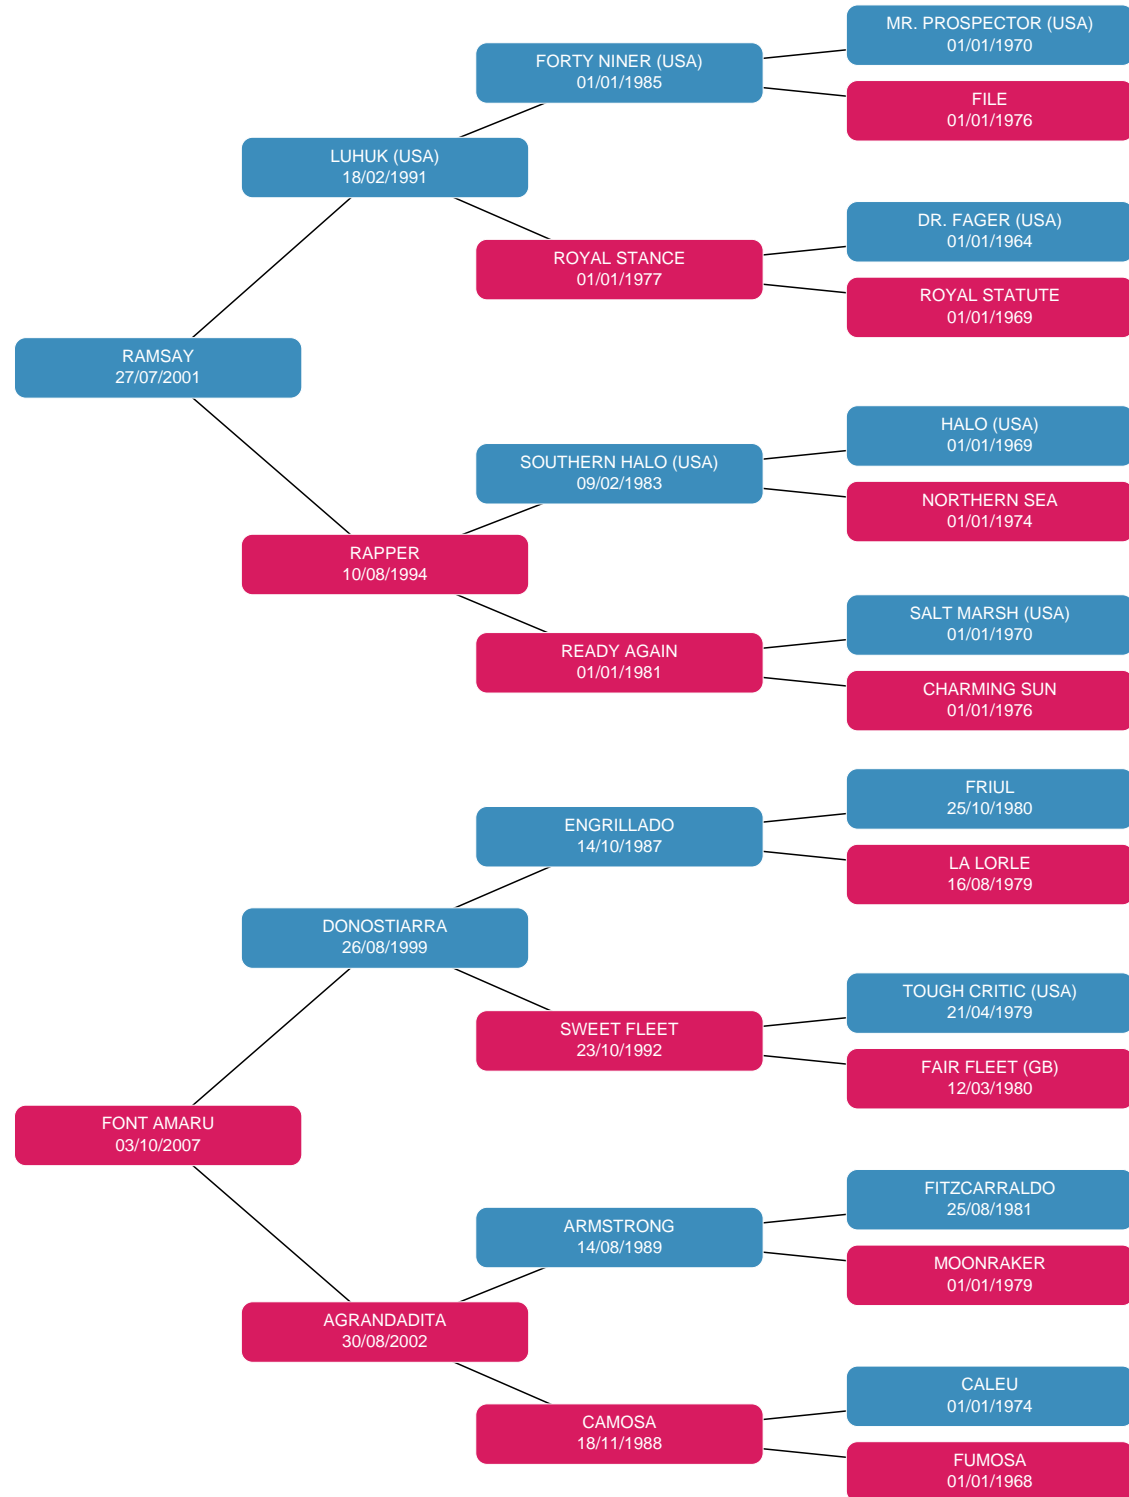 MR. PROSPECTOR (USA)
01/01/1970
FORTY NINER (USA)
01/01/1985
FILE
01/01/1976
LUHUK (USA)
18/02/1991
DR. FAGER (USA)
01/01/1964
ROYAL STANCE
01/01/1977
ROYAL STATUTE
01/01/1969
RAMSAY
27/07/2001
HALO (USA)
01/01/1969
SOUTHERN HALO (USA)
09/02/1983
NORTHERN SEA
01/01/1974
RAPPER
10/08/1994
SALT MARSH (USA)
01/01/1970
READY AGAIN
01/01/1981
CHARMING SUN
01/01/1976
FRIUL
25/10/1980
ENGRILLADO
14/10/1987
LA LORLE
16/08/1979
DONOSTIARRA
26/08/1999
TOUGH CRITIC (USA)
21/04/1979
SWEET FLEET
23/10/1992
FAIR FLEET (GB)
12/03/1980
FONT AMARU
03/10/2007
FITZCARRALDO
25/08/1981
ARMSTRONG
14/08/1989
MOONRAKER
01/01/1979
AGRANDADITA
30/08/2002
CALEU
01/01/1974
CAMOSA
18/11/1988
FUMOSA
01/01/1968